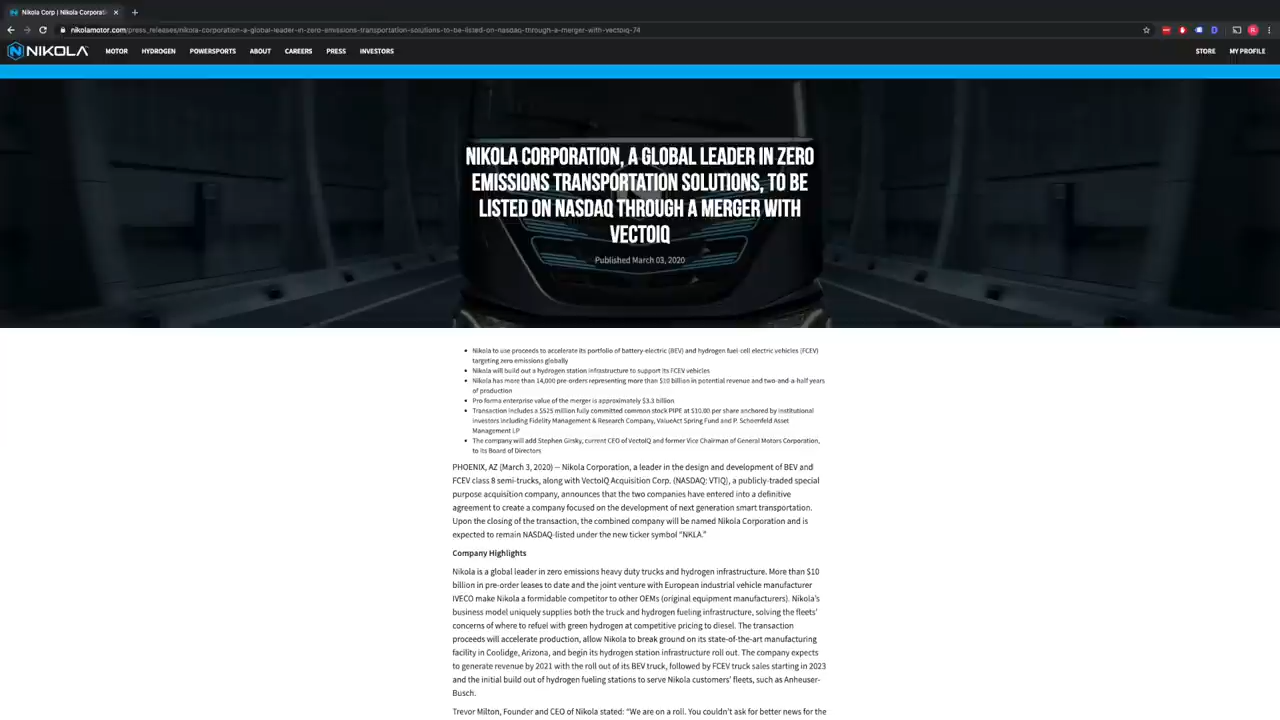 Nikola Corp | Nikola Corporati
nikolamotor.com/press_releases/nikola-corporation-a-global-leader-in-zero-emissions-transportation-solutions-to-be-listed-on-nasdaq-through-a-merger-with-vectoiq-74
NIKOLA MOTOR HYDROGEN POWERSPORTS ABOUT CAREERS PRESS INVESTORS STORE MY PROFILE
NIKOLA CORPORATION, A GLOBAL LEADER IN ZERO
EMISSIONS TRANSPORTATION SOLUTIONS, TO BE
LISTED ON NASDAQ THROUGH A MERGER WITH
VECTOIQ
Published March 03, 2020
Nikola to use proceeds to accelerate its portfolio of battery-electric (BEV) and hydrogen fuel cell electric vehicles (FCEV)
targeting zero emissions globally
Nikola will build out a hydrogen station infrastructure to support its FCEV vehicles
Nikola has more than 14,000 pre-orders representing more than $10 billion in potential revenue and two-and-a-half years
of production
Pro forma enterprise value of the merger is approximately $3.3 billion
Transaction includes a $525 million fully committed common stock PIPE at $10.00 per share anchored by institutional
investors including Fidelity Management & Research Company, ValueAct Spring Fund and P. Schoenfeld Asset
Management LP
The company will add Stephen Girsky, current CEO of VectoIQ and former Vice Chairman of General Motors Corporation,
to its Board of Directors
PHOENIX, AZ (March 3, 2020) – Nikola Corporation, a leader in the design and development of BEV and
FCEV class 8 semi-trucks, along with VectoIQ Acquisition Corp. (NASDAQ: VTIQ), a publicly-traded special
purpose acquisition company, announces that the two companies have entered into a definitive
agreement to create a company focused on the development of next generation smart transportation.
Upon the closing of the transaction, the combined company will be named Nikola Corporation and is
expected to remain NASDAQ-listed under the new ticker symbol “NKLA.”
Company Highlights
Nikola is a global leader in zero emissions heavy duty trucks and hydrogen infrastructure. More than $10
billion in pre-order leases to date and the joint venture with European industrial vehicle manufacturer
IVECO make Nikola a formidable competitor to other OEMs (original equipment manufacturers). Nikola’s
business model uniquely supplies both the truck and hydrogen fueling infrastructure, solving the fleets’
concerns of where to refuel with green hydrogen at competitive pricing to diesel. The transaction
proceeds will accelerate production, allow Nikola to break ground on its state-of-the-art manufacturing
facility in Coolidge, Arizona, and begin its hydrogen station infrastructure roll out. The company expects
to generate revenue by 2021 with the roll out of its BEV truck, followed by FCEV truck sales starting in 2023
and the initial build out of hydrogen fueling stations to serve Nikola customers’ fleets, such as Anheuser-
Busch.
Trevor Milton, Founder and CEO of Nikola stated: “We are on a roll. You couldn’t ask for better news for the